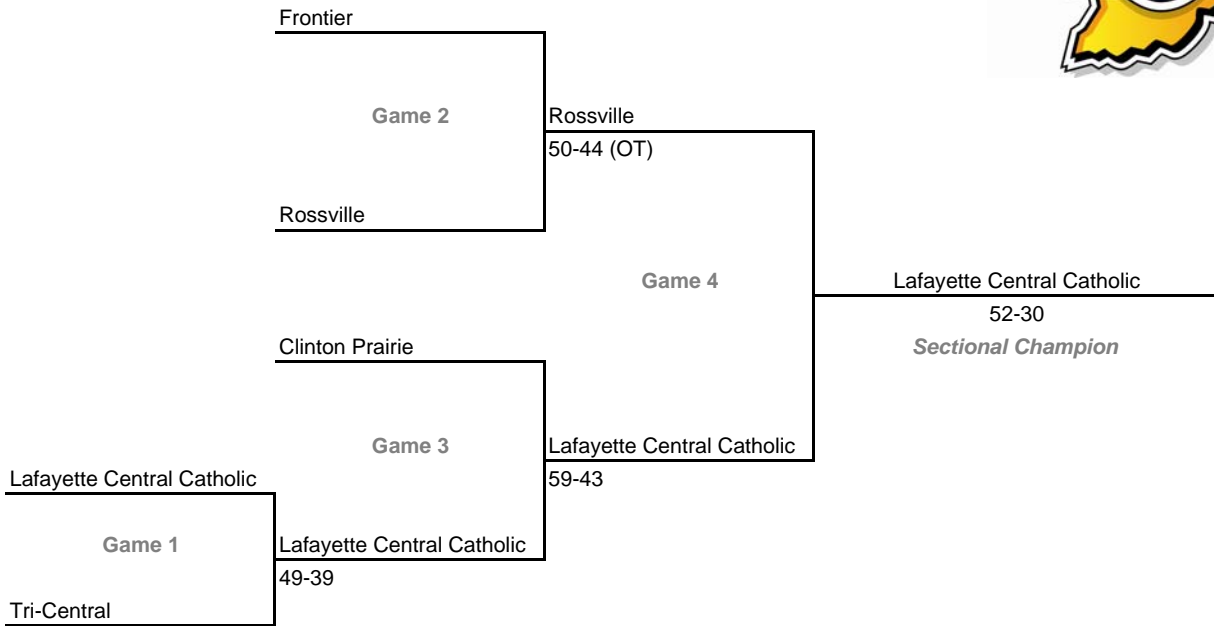 Frontier
Game 2
Rossville
50-44 (OT)
Rossville
Game 4
Lafayette Central Catholic
52-30
Sectional Champion
Clinton Prairie
Game 3
Lafayette Central Catholic
59-43
Lafayette Central Catholic
Game 1
Lafayette Central Catholic
49-39
Tri-Central